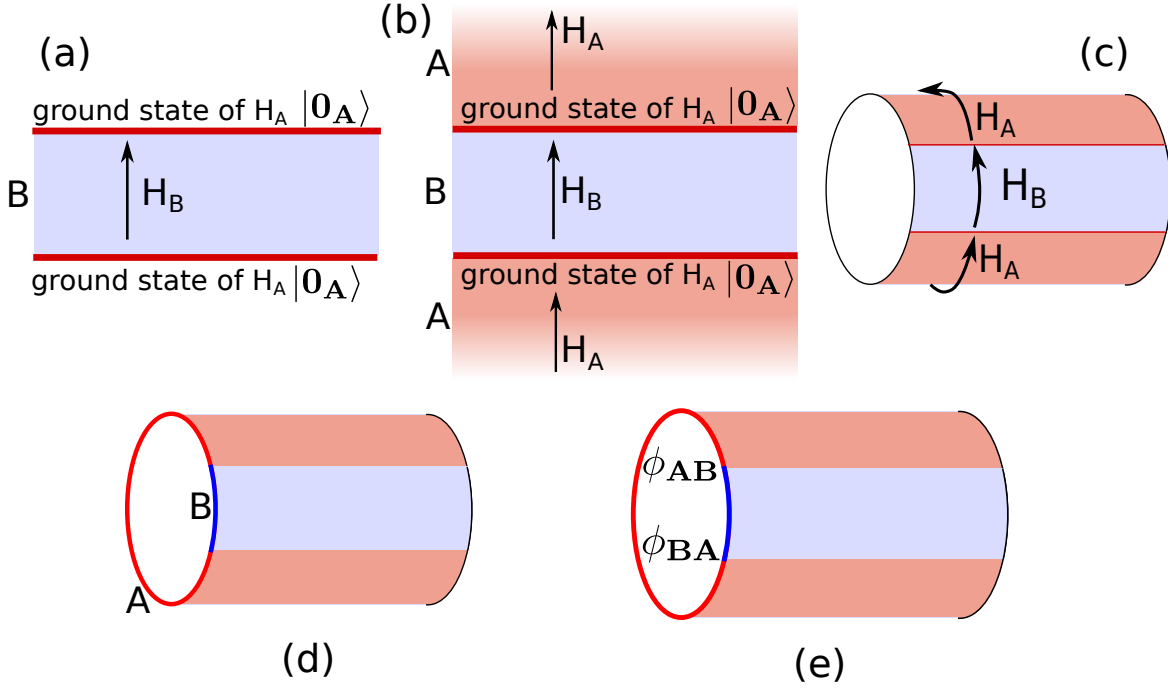 (a)
ground state of H_A |0_A⟩
B
H_B
ground state of H_A |0_A⟩
(b)
A
H_A
ground state of H_A |0_A⟩
B
H_B
ground state of H_A |0_A⟩
A
H_A
(c)
H_A
H_B
H_A
B
A
(d)
ϕ_AB
ϕ_BA
(e)